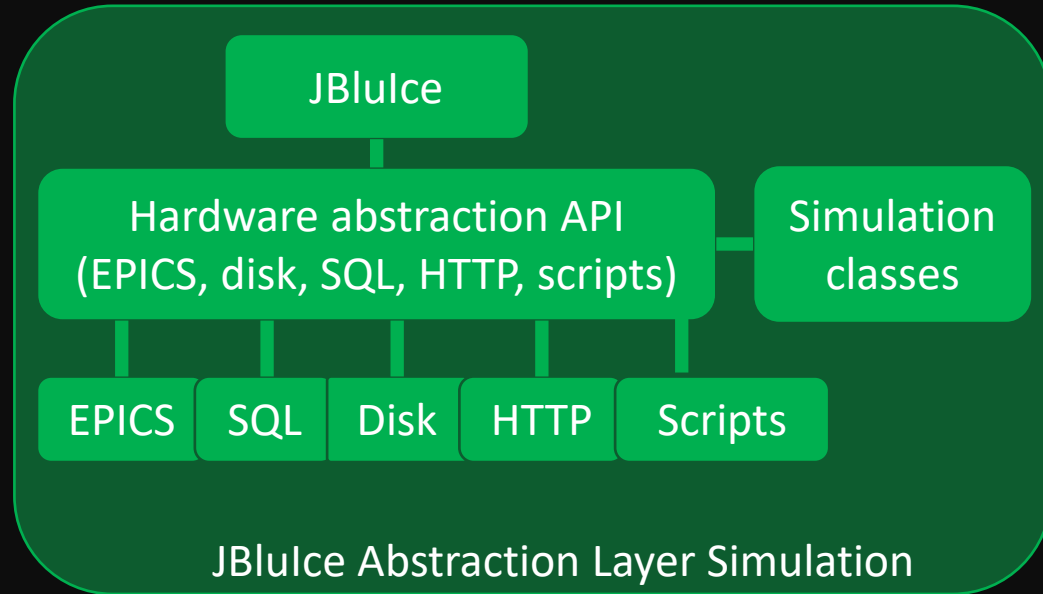 JBluIce
Hardware abstraction API
(EPICS, disk, SQL, HTTP, scripts)
Simulation
classes
EPICS
SQL
Disk
HTTP
Scripts
JBluIce Abstraction Layer Simulation